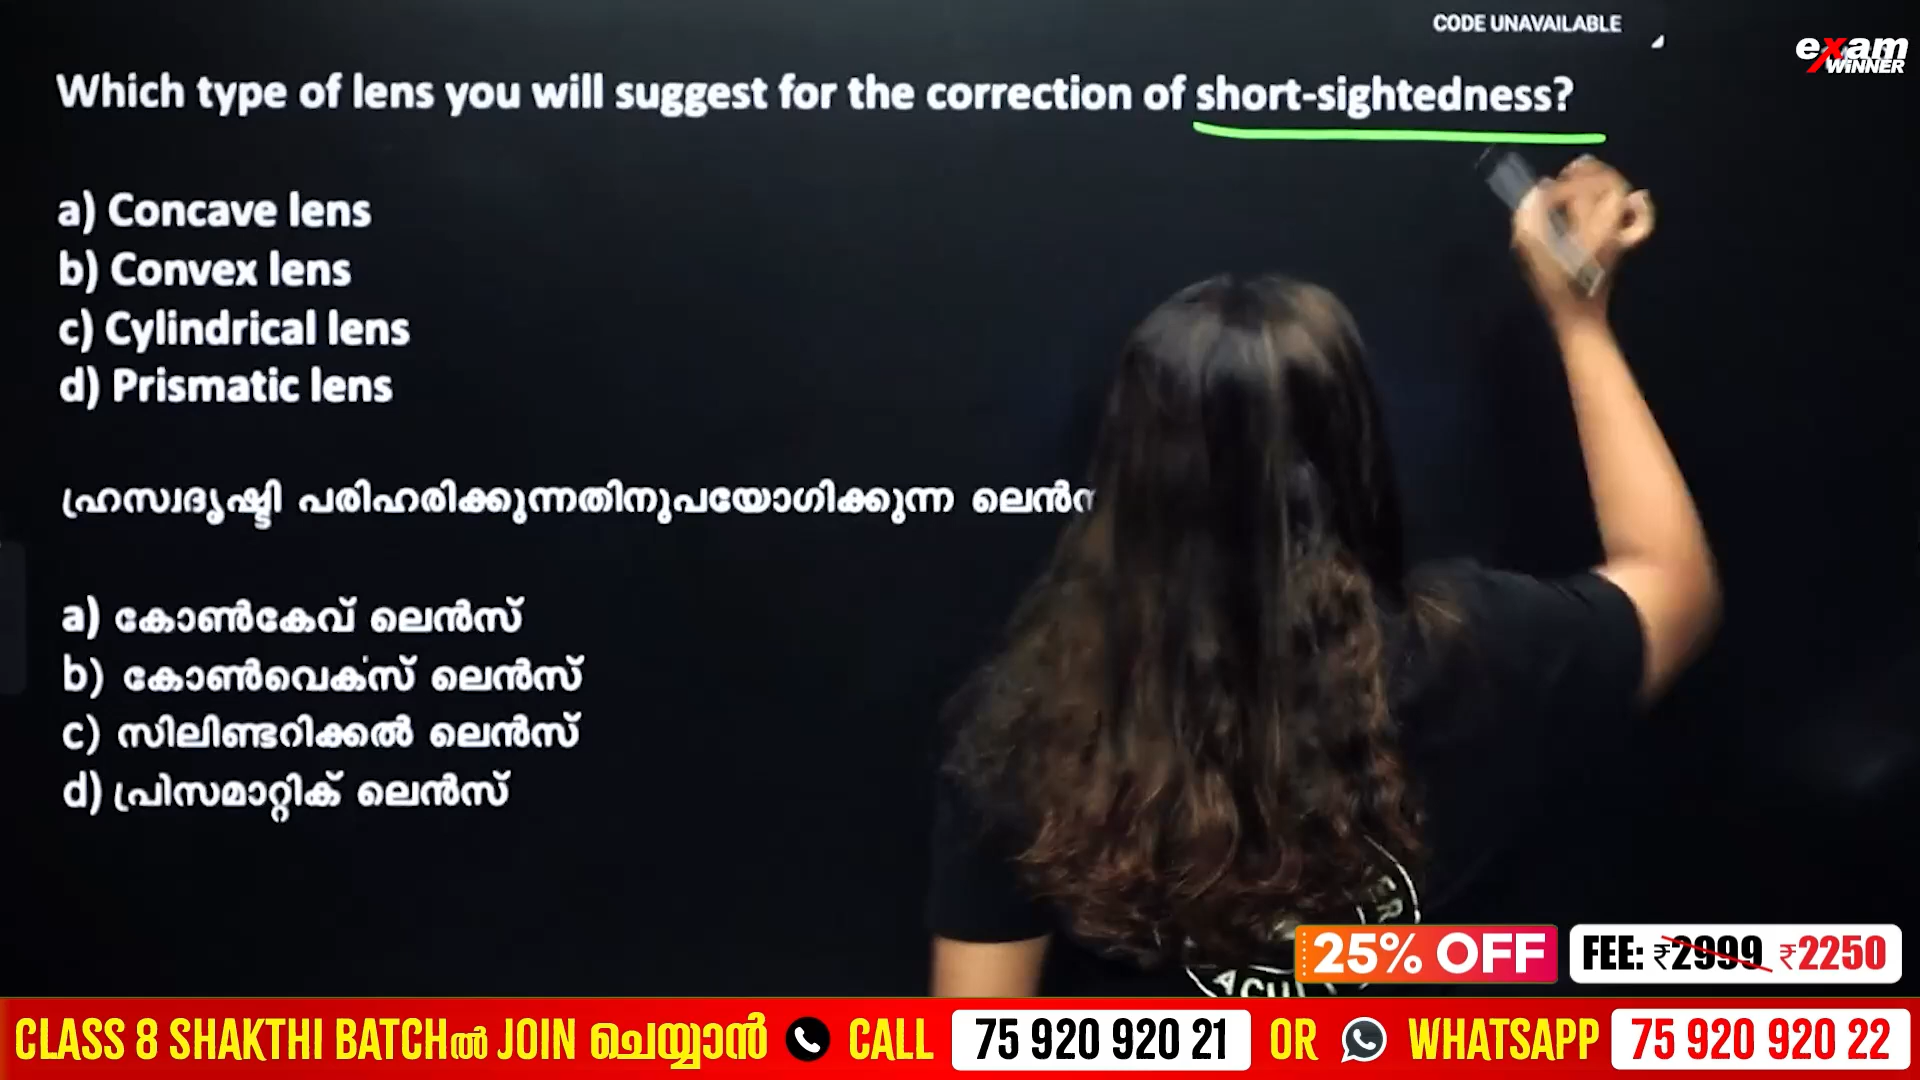 CODE UNAVAILABLE
exam WINNER
Which type of lens you will suggest for the correction of short-sightedness?
a) Concave lens
b) Convex lens
c) Cylindrical lens
d) Prismatic lens
ഹ്രസ്വദൃഷ്ടി പരിഹരിക്കുന്നതിനുപയോഗിക്കുന്ന
a) കോൺകേവ് ലെൻസ്
b) കോൺവെക്സ് ലെൻസ്
c) സിലിണ്ടറിക്കൽ ലെൻസ്
d) പ്രിസമാറ്റിക് ലെൻസ്
25% OFF
FEE: ₹2999 ₹2250
CLASS 8 SHAKTHI BATCHൽ JOIN ചെയ്യാൻ CALL 75 920 920 21 OR WHATSAPP 75 920 920 22